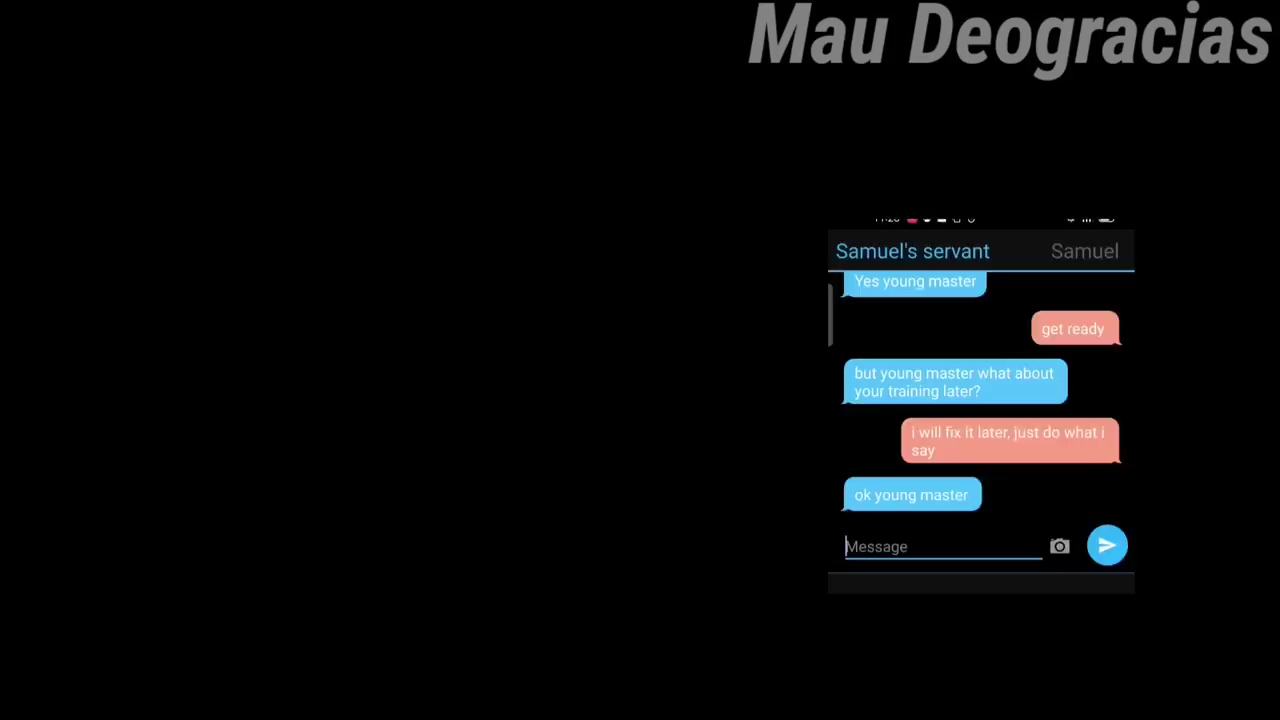 Mau Deogracias
Samuel's servant
Samuel
Yes young master
get ready
but young master what about
your training later?
i will fix it later, just do what i
say
ok young master
Message